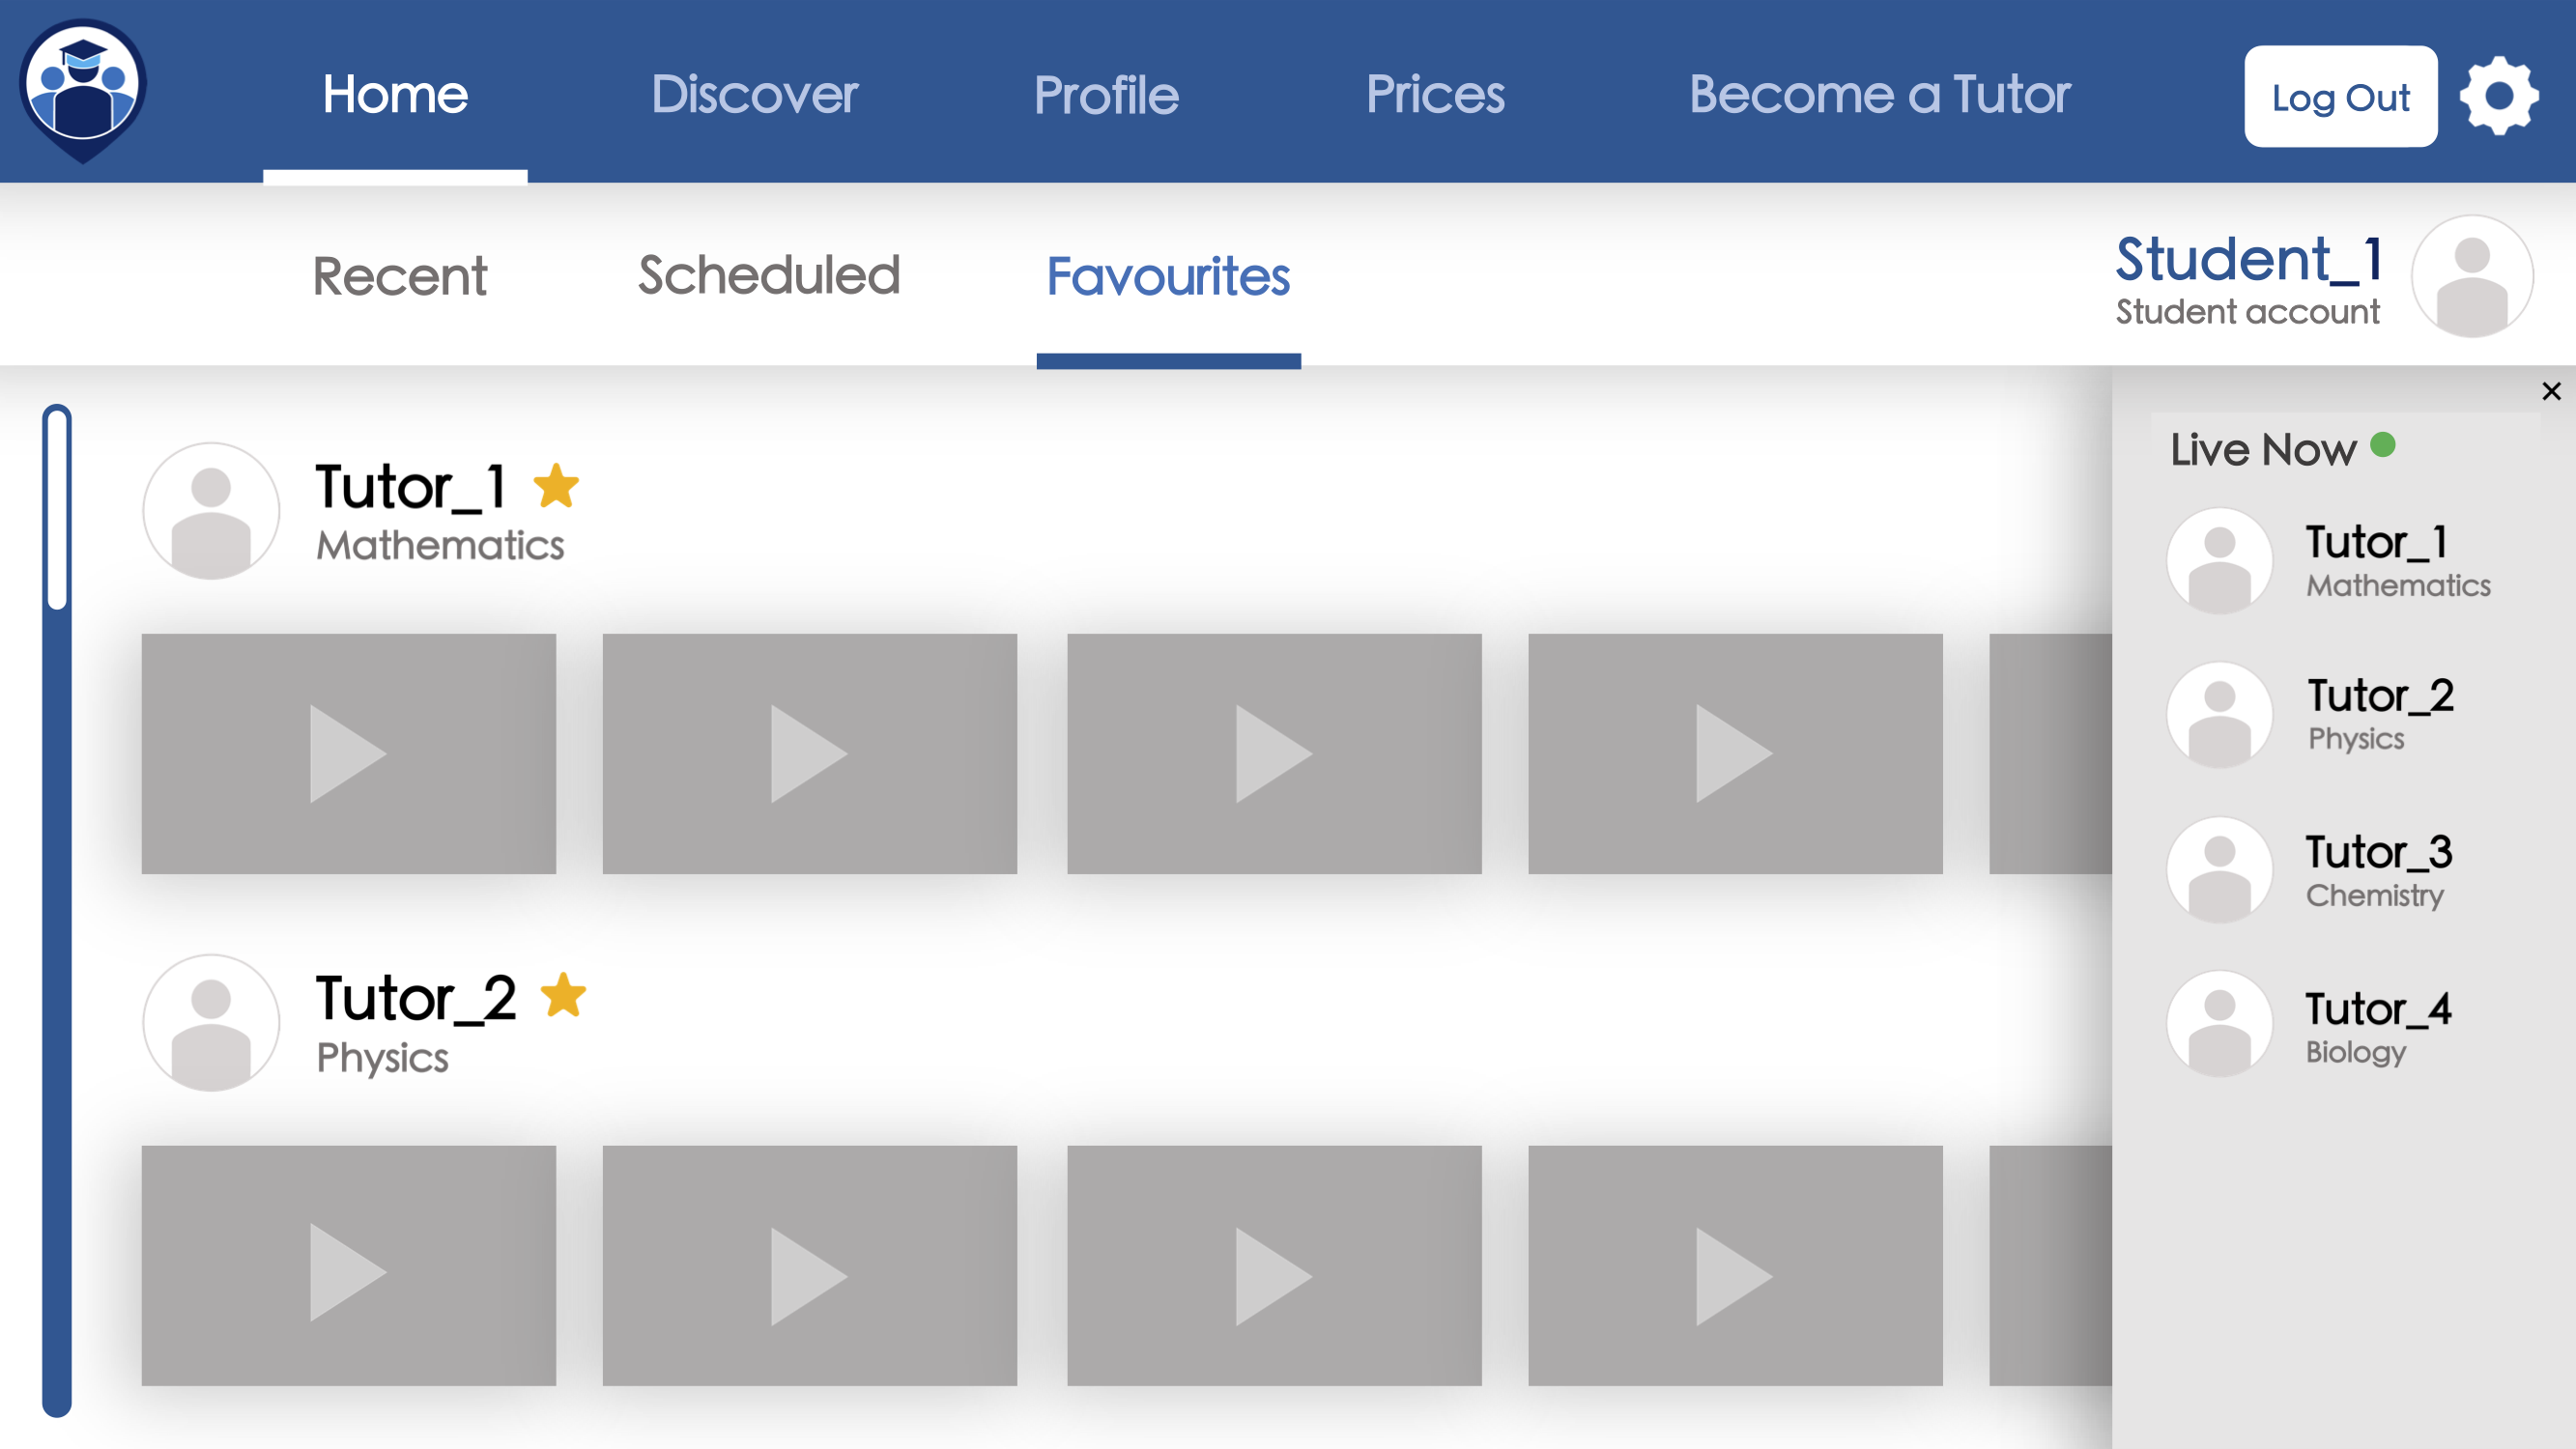 Home Discover Profile Prices Become a Tutor Log Out
Recent Scheduled Favourites
Student_1
Student account
×
Tutor_1
Mathematics
Tutor_2
Physics
Live Now
Tutor_1
Mathematics
Tutor_2
Physics
Tutor_3
Chemistry
Tutor_4
Biology